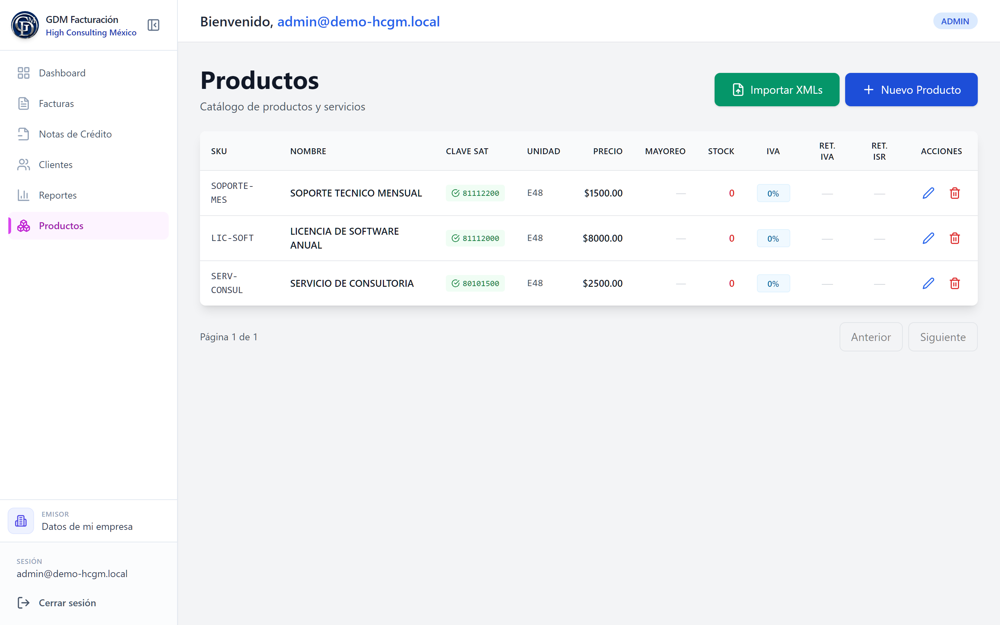 GDM Facturación
High Consulting México
Bienvenido, admin@demo-hcgm.local
ADMIN
Dashboard
Facturas
Notas de Crédito
Clientes
Reportes
Productos
Productos
Catálogo de productos y servicios
Importar XMLs
+ Nuevo Producto
SKU NOMBRE CLAVE SAT UNIDAD PRECIO MAYOREO STOCK IVA RET. IVA RET. ISR ACCIONES
SOPORTE-
MES
SOPORTE TECNICO MENSUAL 81112200 E48 $1500.00 — 0 0% — —
LIC-SOFT
LICENCIA DE SOFTWARE
ANUAL
81112000 E48 $8000.00 — 0 0% — —
SERV-
CONSUL
SERVICIO DE CONSULTORIA 80101500 E48 $2500.00 — 0 0% — —
Página 1 de 1
Anterior
Siguiente
EMISOR
Datos de mi empresa
SESIÓN
admin@demo-hcgm.local
Cerrar sesión